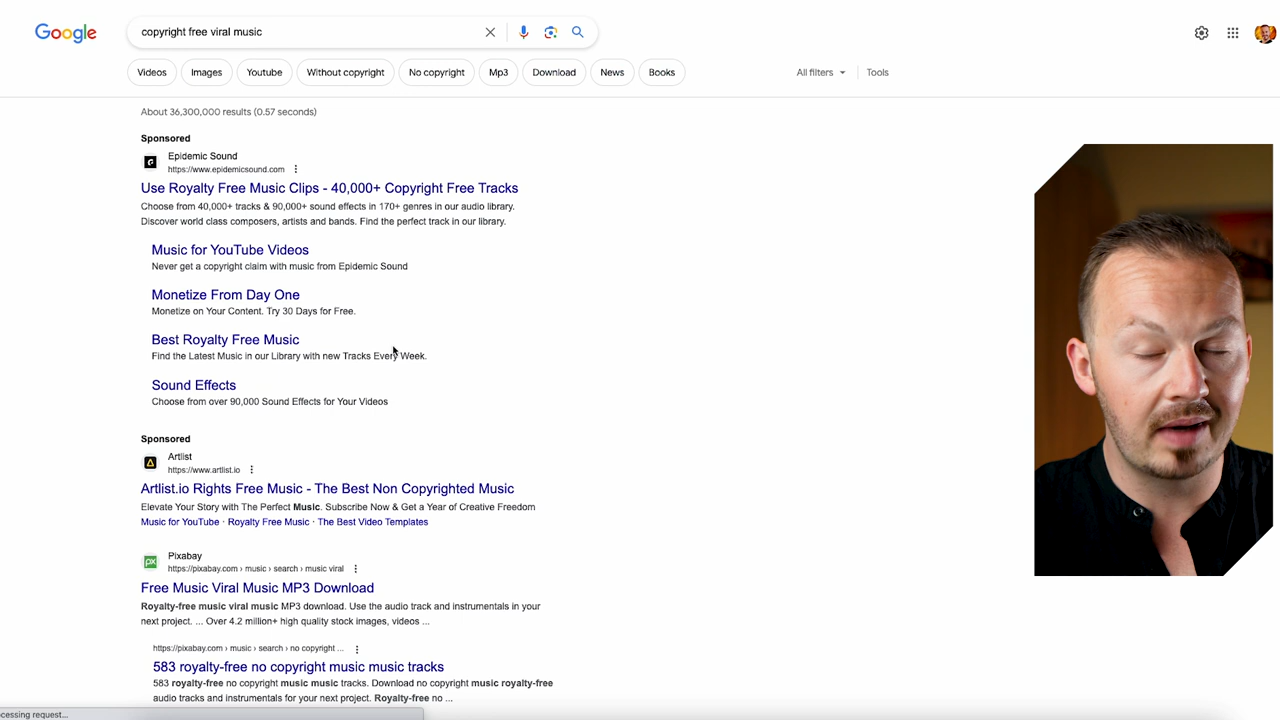 Google
copyright free viral music
Videos
Images
Youtube
Without copyright
No copyright
Mp3
Download
News
Books
All filters
Tools
About 36,300,000 results (0.57 seconds)
Sponsored
Epidemic Sound
https://www.epidemicsound.com
Use Royalty Free Music Clips - 40,000+ Copyright Free Tracks
Choose from 40,000+ tracks & 90,000+ sound effects in 170+ genres in our audio library.
Discover world class composers, artists and bands. Find the perfect track in our library.
Music for YouTube Videos
Never get a copyright claim with music from Epidemic Sound
Monetize From Day One
Monetize on Your Content. Try 30 Days for Free.
Best Royalty Free Music
Find the Latest Music in our Library with new Tracks Every Week.
Sound Effects
Choose from over 90,000 Sound Effects for Your Videos
Sponsored
Artlist
https://www.artlist.io
Artlist.io Rights Free Music - The Best Non Copyrighted Music
Elevate Your Story with The Perfect Music. Subscribe Now & Get a Year of Creative Freedom
Music for YouTube · Royalty Free Music · The Best Video Templates
px
Pixabay
https://pixabay.com › music › search › music viral
Free Music Viral Music MP3 Download
Royalty-free music viral music MP3 download. Use the audio track and instrumentals in your
next project. ... Over 4.2 million+ high quality stock images, videos ...
https://pixabay.com › music › search › no copyright ...
583 royalty-free no copyright music music tracks
583 royalty-free no copyright music music tracks. Download no copyright music royalty-free
audio tracks and instrumentals for your next project. Royalty-free no ...
ocessing request...